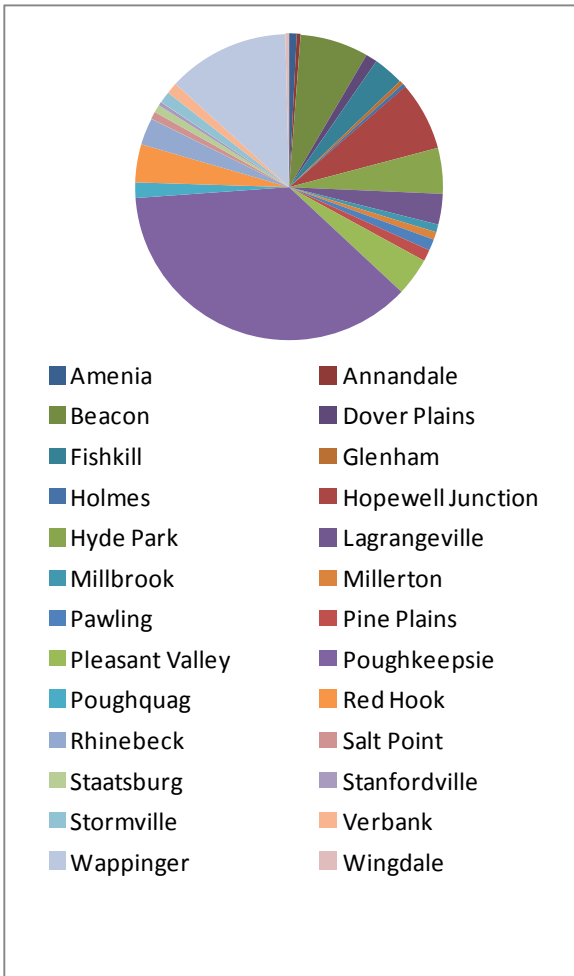 Amenia Annandale
Beacon Dover Plains
Fishkill Glenham
Holmes Hopewell Junction
Hyde Park Lagrangeville
Millbrook Millerton
Pawling Pine Plains
Pleasant Valley Poughkeepsie
Poughquag Red Hook
Rhinebeck Salt Point
Staatsburg Stanfordville
Stormville Verbank
Wappinger Wingdale